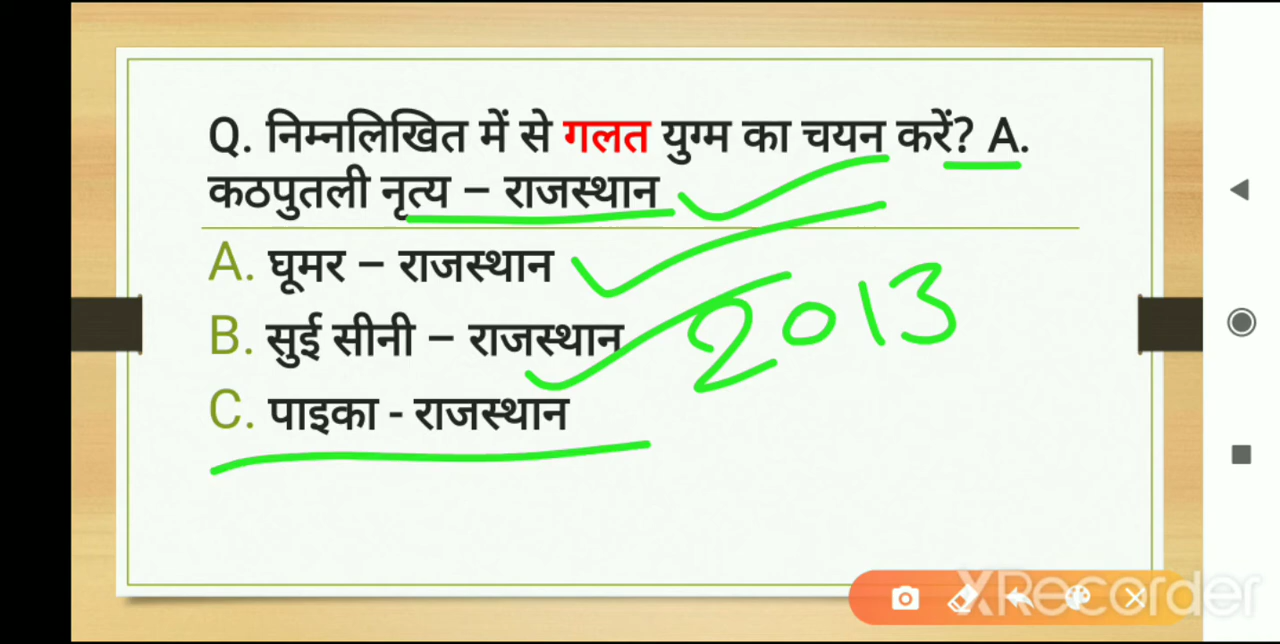 Q. निम्नलिखित में से गलत युग्म का चयन करें? A.
कठपुतली नृत्य – राजस्थान
A. घूमर – राजस्थान
B. सुई सीनी – राजस्थान
2013
C. पाइका - राजस्थान
XRecorder